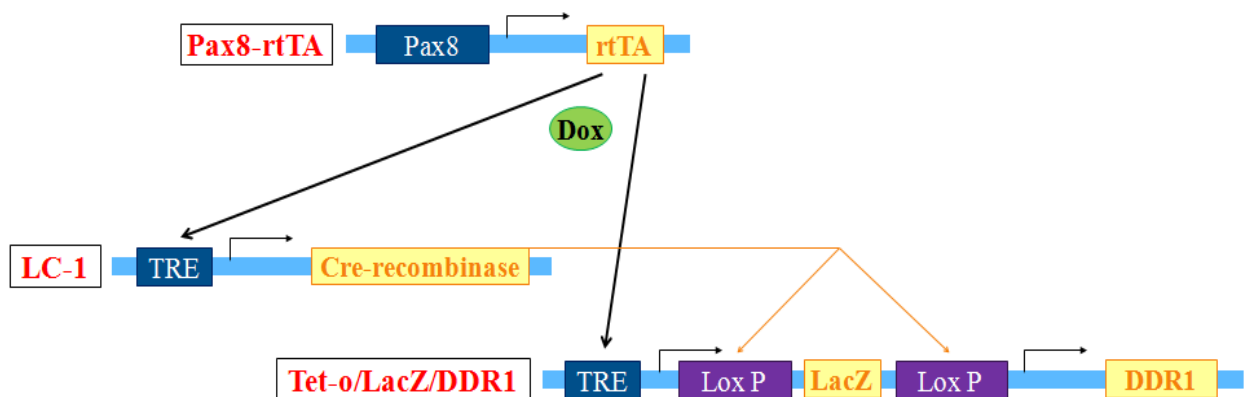 Pax8-rtTA Pax8 rtTA
Dox
LC-1 TRE Cre-recombinase
Tet-o/LacZ/DDR1 TRE Lox P LacZ Lox P DDR1